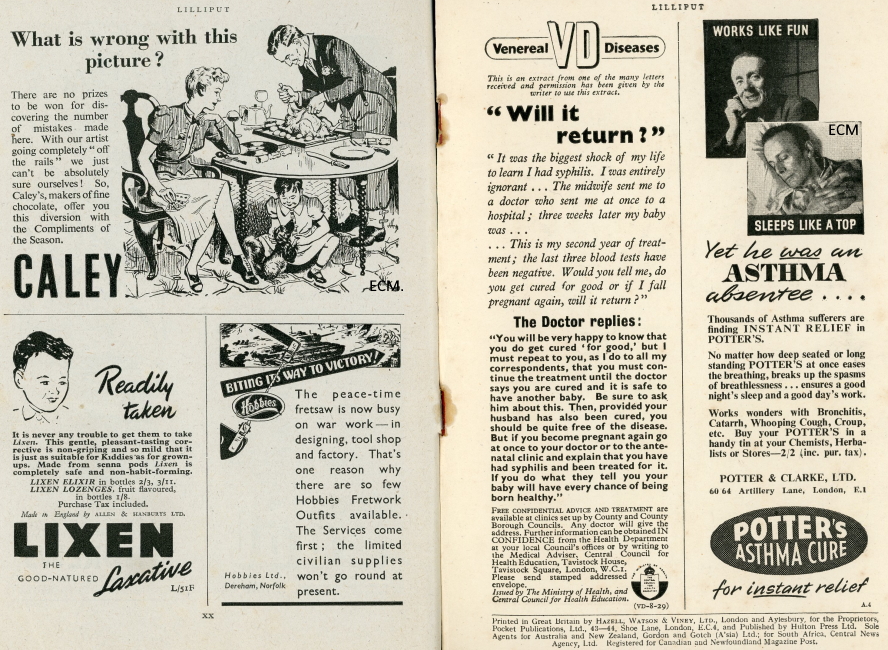 LILLIPUT
What is wrong with this
picture ?
There are no prizes
to be won for dis-
covering the number
of mistakes made
here. With our artist
going completely "off
the rails" we just
can't be absolutely
sure ourselves! So,
Caley's, makers of fine
chocolate, offer you
this diversion with
the Compliments of
the Season.
CALEY
ECM.
Readily
taken
It is never any trouble to get them to take
Lixen. This gentle, pleasant-tasting cor-
rective is non-griping and so mild that it
is just as suitable for Kiddies as for grown-
ups. Made from senna pods Lixen is
completely safe and non-habit-forming.
LIXEN ELIXIR in bottles 2/3, 3/11.
LIXEN LOZENGES, fruit flavoured,
in bottles 1/8.
Purchase Tax included.
Made in England by ALLEN & HANBURYS LTD.
LIXEN
THE
GOOD-NATURED Laxative
L/51F
BITING ITS WAY TO VICTORY!
Hobbies
The peace-time
fretsaw is now busy
on war work — in
designing, tool shop
and factory. That's
one reason why
there are so few
Hobbies Fretwork
Outfits available.
The Services come
first ; the limited
civilian supplies
won't go round at
present.
Hobbies Ltd.,
Dereham, Norfolk
xx
LILLIPUT
Venereal VD Diseases
This is an extract from one of the many letters
received and permission has been given by the
writer to use this extract.
"Will it
return ?"
"It was the biggest shock of my life
to learn I had syphilis. I was entirely
ignorant . . . The midwife sent me to
a doctor who sent me at once to a
hospital ; three weeks later my baby
was . . .
. . . This is my second year of treat-
ment; the last three blood tests have
been negative. Would you tell me, do
you get cured for good or if I fall
pregnant again, will it return ?"
The Doctor replies:
"You will be very happy to know that
you do get cured 'for good,' but I
must repeat to you, as I do to all my
correspondents, that you must con-
tinue the treatment until the doctor
says you are cured and it is safe to
have another baby. Be sure to ask
him about this. Then, provided your
husband has also been cured, you
should be quite free of the disease.
But if you become pregnant again go
at once to your doctor or to the ante-
natal clinic and explain that you have
had syphilis and been treated for it.
If you do what they tell you your
baby will have every chance of being
born healthy."
FREE CONFIDENTIAL ADVICE AND TREATMENT are
available at clinics set up by County and County
Borough Councils. Any doctor will give the
address. Further information can be obtained IN
CONFIDENCE from the Health Department
at your local Council's offices or by writing to
the Medical Adviser, Central Council for
Health Education, Tavistock House,
Tavistock Square, London, W.C.1.
Please send stamped addressed
envelope.
Issued by The Ministry of Health, and
Central Council for Health Education.
(VD-8-29)
WORKS LIKE FUN
ECM
SLEEPS LIKE A TOP
Yet he was an
ASTHMA
absentee . . . .
Thousands of Asthma sufferers are
finding INSTANT RELIEF in
POTTER'S.
No matter how deep seated or long
standing POTTER'S at once eases
the breathing, breaks up the spasms
of breathlessness . . . ensures a good
night's sleep and a good day's work.
Works wonders with Bronchitis,
Catarrh, Whooping Cough, Croup,
etc. Buy your POTTER'S in a
handy tin at your Chemists, Herba-
lists or Stores—2/2 (inc. pur. tax).
POTTER & CLARKE, LTD.
60 64 Artillery Lane, London, E.1
POTTER'S
ASTHMA CURE
for instant relief
A.4
Printed in Great Britain by HAZELL, WATSON & VINEY, LTD., London and Aylesbury, for the Proprietors,
Pocket Publications, Ltd., 43—44, Shoe Lane, London, E.C.4, and Published by Hulton Press Ltd. Sole
Agents for Australia and New Zealand, Gordon and Gotch (A'sia) Ltd.; for South Africa, Central News
Agency, Ltd. Registered for Canadian and Newfoundland Magazine Post.